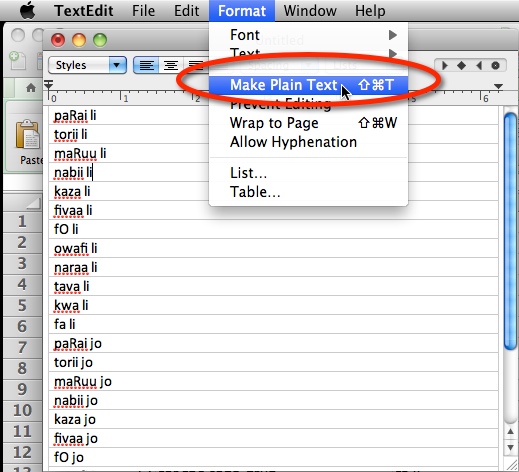 TextEdit File Edit Format Window Help
Styles
Font
Text
Make Plain Text ⇧⌘T
Prevent Editing
Wrap to Page ⇧⌘W
Allow Hyphenation
List...
Table...
0 1 2 6
Paste
paRai li
torii li
maRuu li
nabii li
kaza li
fivaa li
fO li
owafi li
naraa li
tava li
kwa li
fa li
paRai jo
torii jo
maRuu jo
nabii jo
kaza jo
fivaa jo
fO jo
1
2
3
4
5
6
7
8
9
10
11
12
13